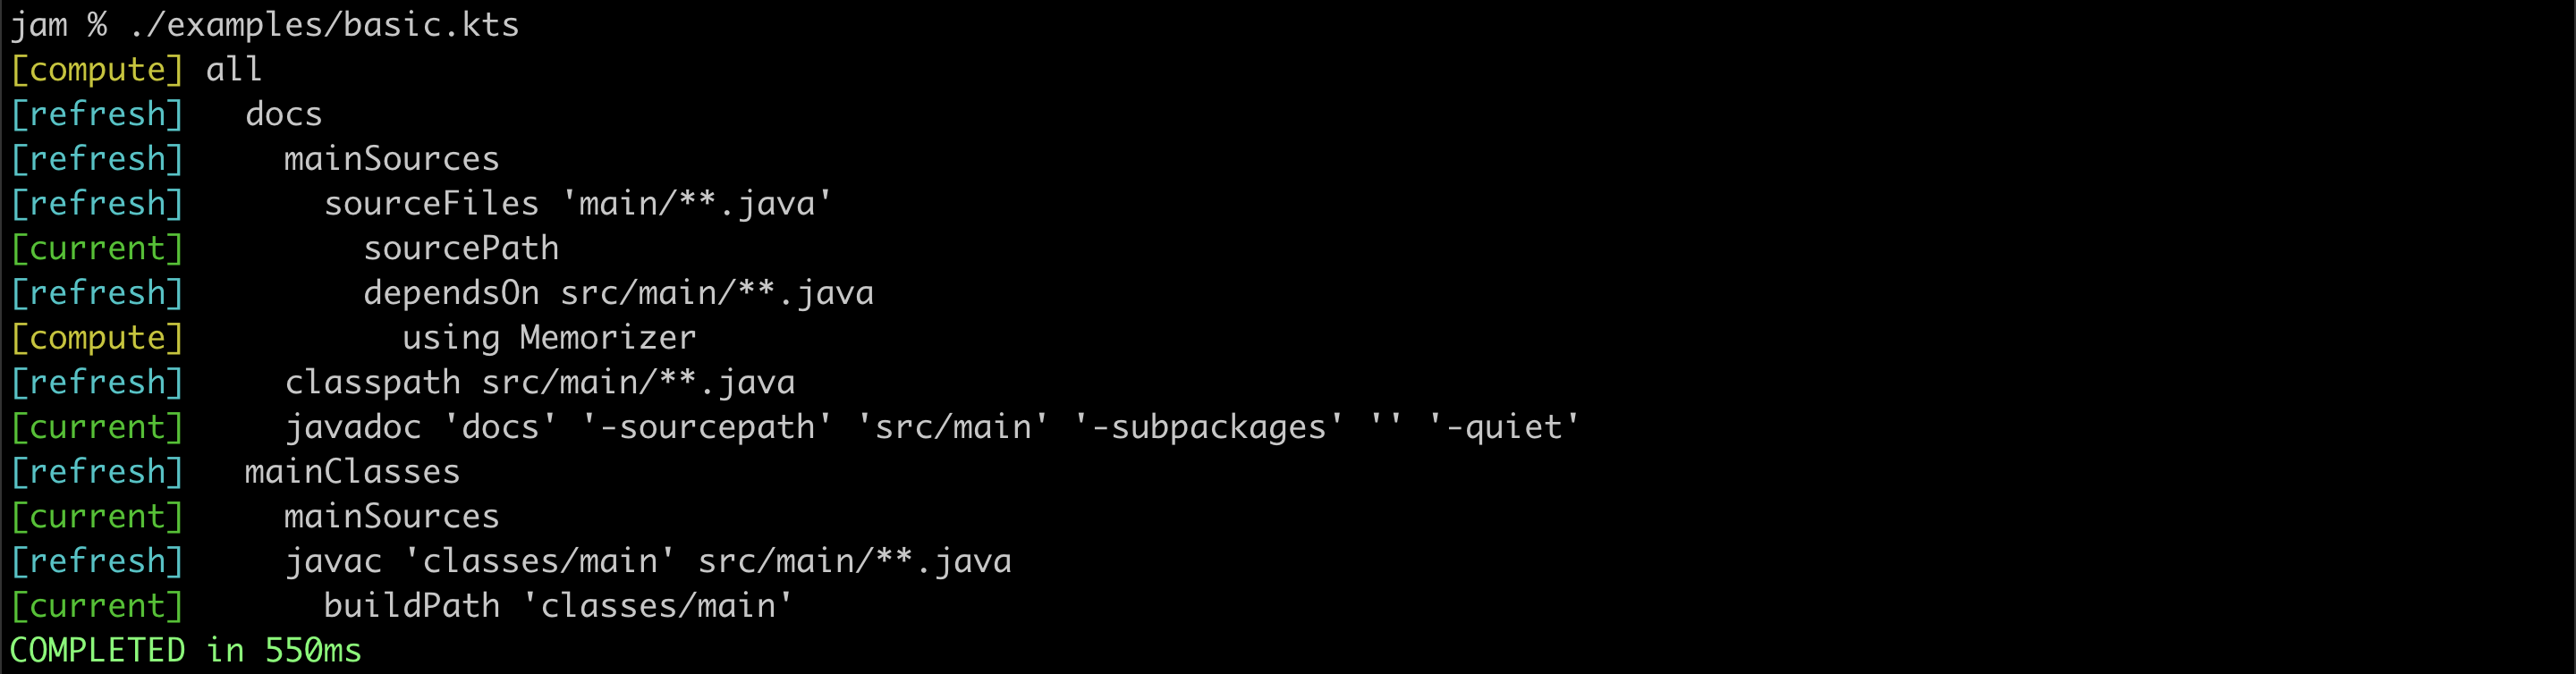 jam % ./examples/basic.kts
[compute] all
[refresh]   docs
[refresh]     mainSources
[refresh]       sourceFiles 'main/**.java'
[current]         sourcePath
[refresh]         dependsOn src/main/**.java
[compute]           using Memorizer
[refresh]     classpath src/main/**.java
[current]     javadoc 'docs' '-sourcepath' 'src/main' '-subpackages' '' '-quiet'
[refresh]   mainClasses
[current]     mainSources
[refresh]     javac 'classes/main' src/main/**.java
[current]       buildPath 'classes/main'
COMPLETED in 550ms